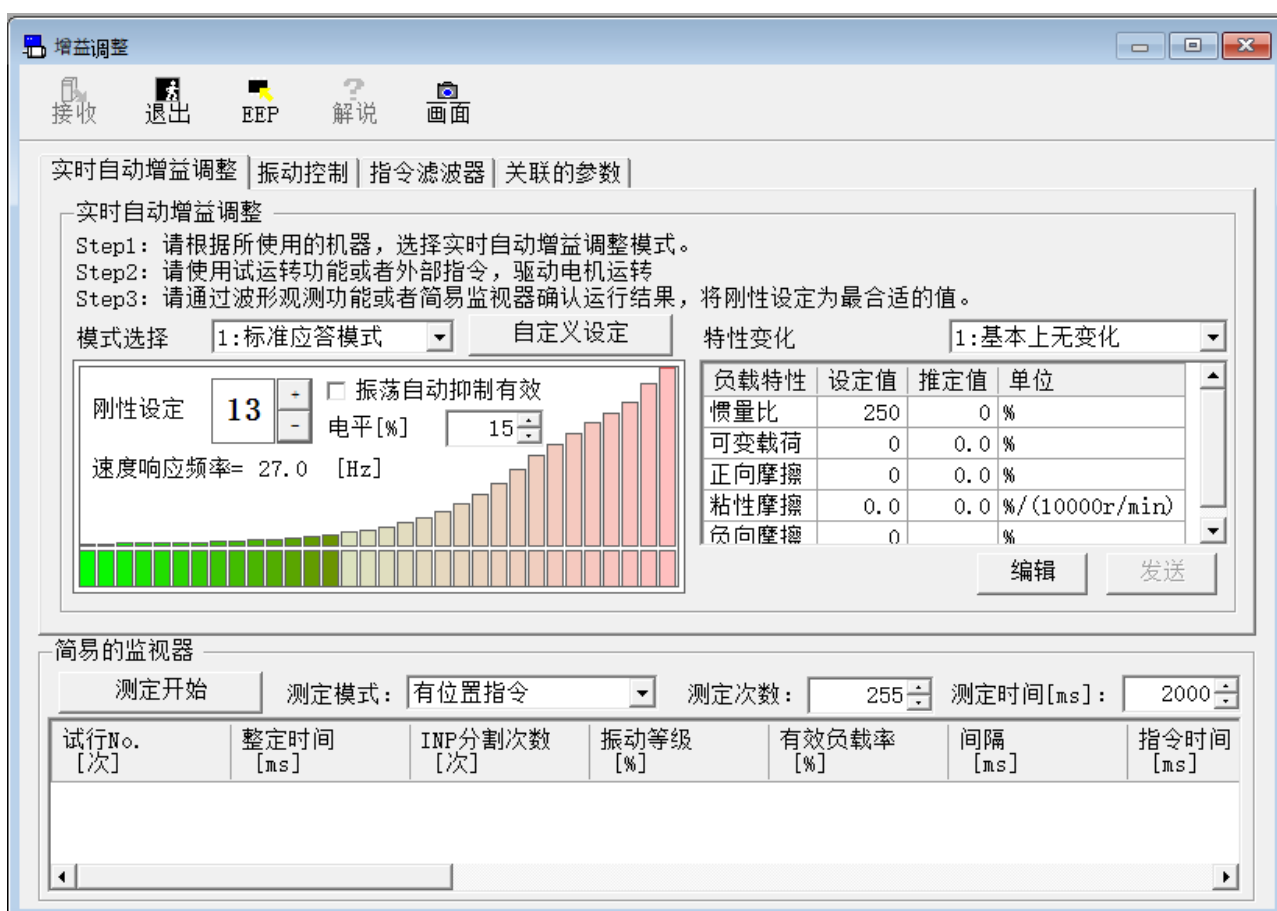 增益调整
接收 退出 EEP 解说 画面
实时自动增益调整 振动控制 指令滤波器 关联的参数
实时自动增益调整
Step1: 请根据所使用的机器，选择实时自动增益调整模式。
Step2: 请使用试运转功能或者外部指令，驱动电机运转
Step3: 请通过波形观测功能或者简易监视器确认运行结果，将刚性设定为最合适的值。
模式选择 1:标准应答模式 自定义设定 特性变化 1:基本上无变化
刚性设定 13 + - 振荡自动抑制有效
电平[%] 15
速度响应频率= 27.0 [Hz]
负载特性 设定值 推定值 单位
惯量比 250 0 %
可变载荷 0 0.0 %
正向摩擦 0 0.0 %
粘性摩擦 0.0 0.0 %/(10000r/min)
负向摩擦 0 %
编辑 发送
简易的监视器
测定开始 测定模式: 有位置指令 测定次数: 255 测定时间[ms]: 2000
试行No. 整定时间 INP分割次数 振动等级 有效负载率 间隔 指令时间
[次] [ms] [次] [%] [%] [ms] [ms]